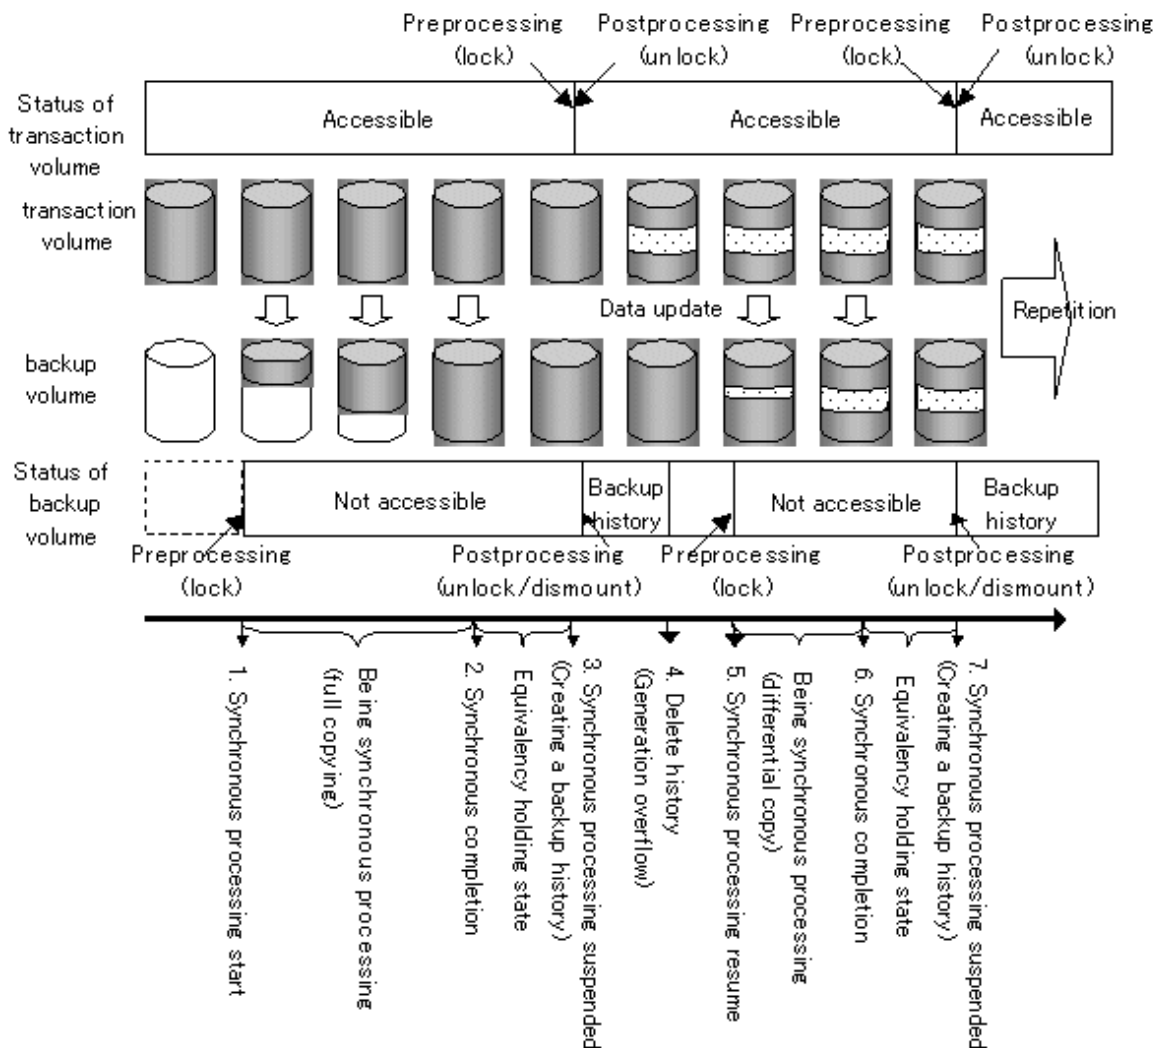 Preprocessing
(lock)
Postprocessing
(unlock)
Preprocessing
(lock)
Postprocessing
(unlock)
Status of
transaction
volume
Accessible
Accessible
Accessible
transaction
volume
Data update
Repetition
backup
volume
Status of
backup
volume
Not accessible
Backup
history
Not accessible
Backup
history
Preprocessing
(lock)
Postprocessing
(unlock/dismount)
Preprocessing
(lock)
Postprocessing
(unlock/dismount)
1. Synchronous processing start
Being synchronous processing
(full copying)
2. Synchronous completion
Equivalency holding state
3. Synchronous processing suspended
(Creating a backup history)
4. Delete history
(Generation overflow)
5. Synchronous processing resume
Being synchronous processing
(differential copy)
6. Synchronous completion
Equivalency holding state
7. Synchronous processing suspended
(Creating a backup history)